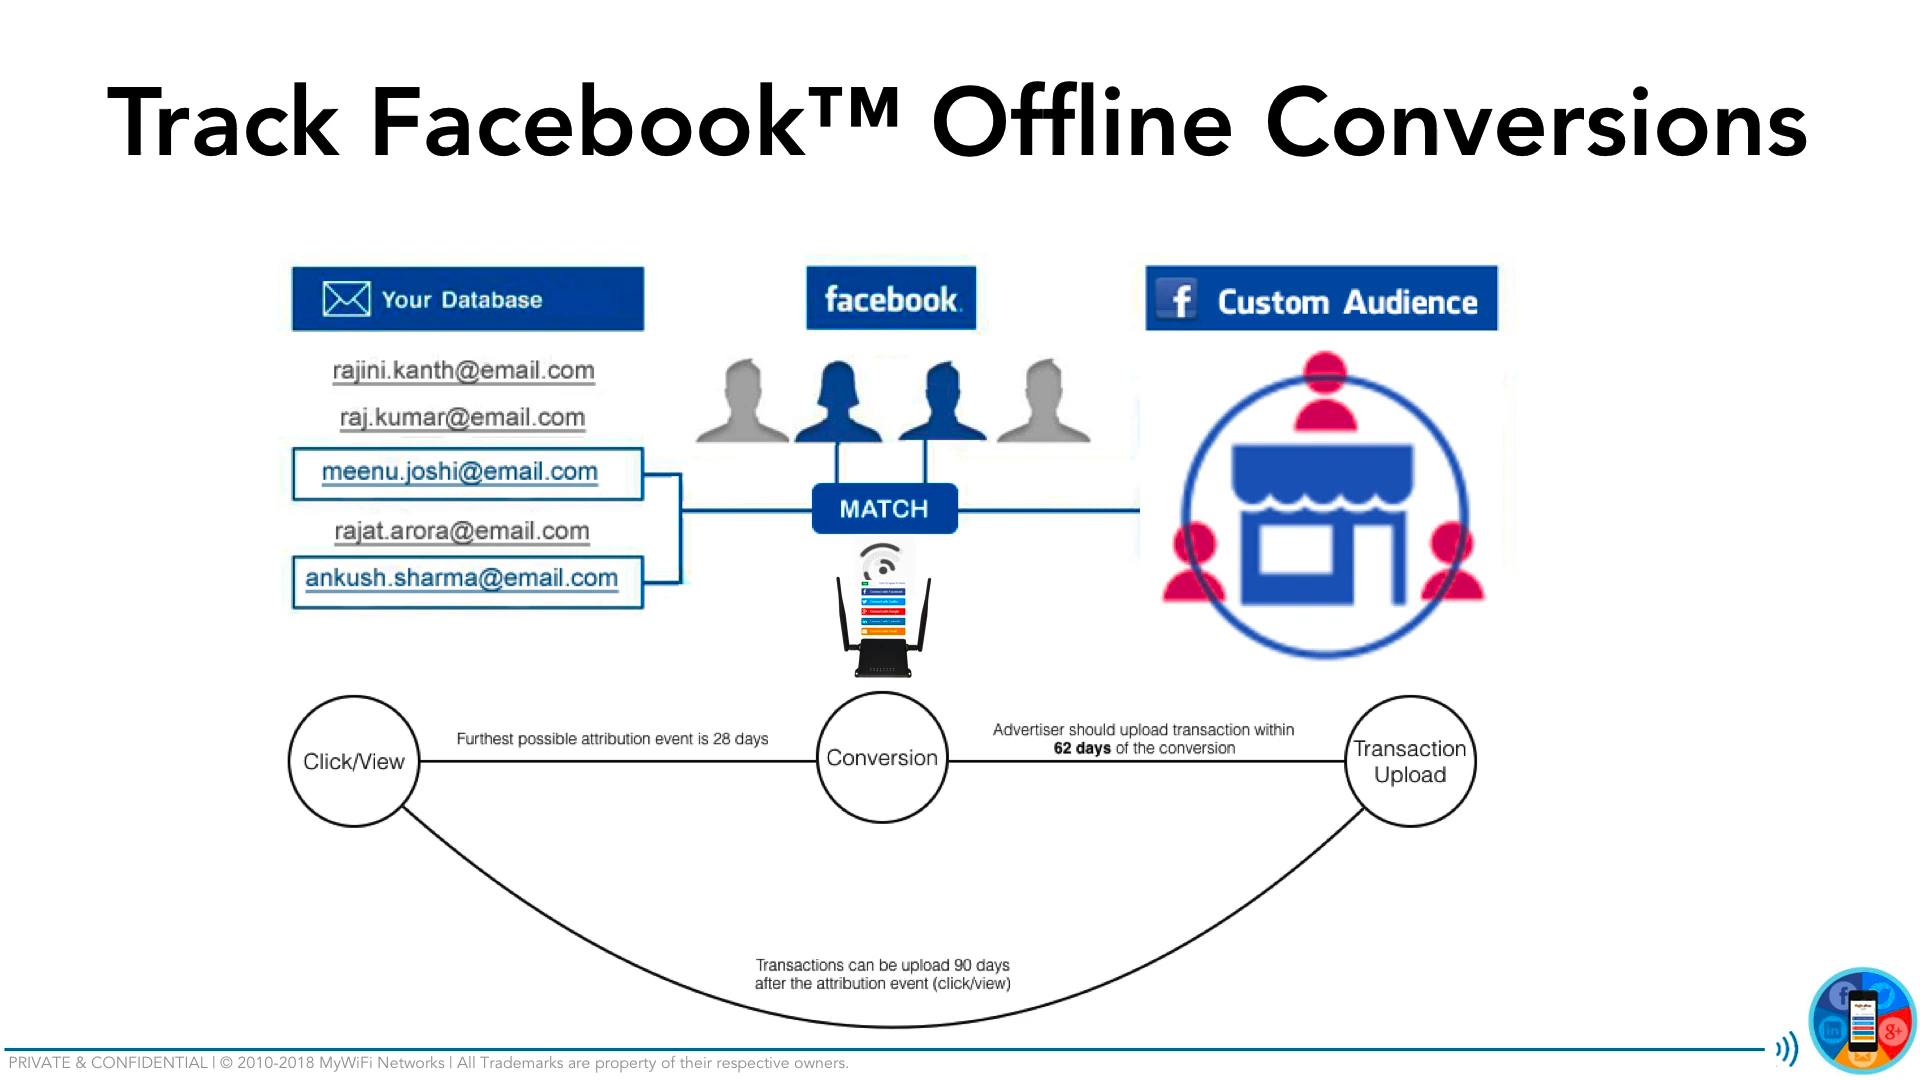 Track Facebook™ Offline Conversions
Your Database
facebook.
f Custom Audience
rajini.kanth@email.com
raj.kumar@email.com
meenu.joshi@email.com
rajat.arora@email.com
ankush.sharma@email.com
MATCH
Click/View
Furthest possible attribution event is 28 days
Conversion
Advertiser should upload transaction within
62 days of the conversion
Transaction
Upload
Transactions can be upload 90 days
after the attribution event (click/view)
PRIVATE & CONFIDENTIAL | © 2010-2018 MyWiFi Networks | All Trademarks are property of their respective owners.